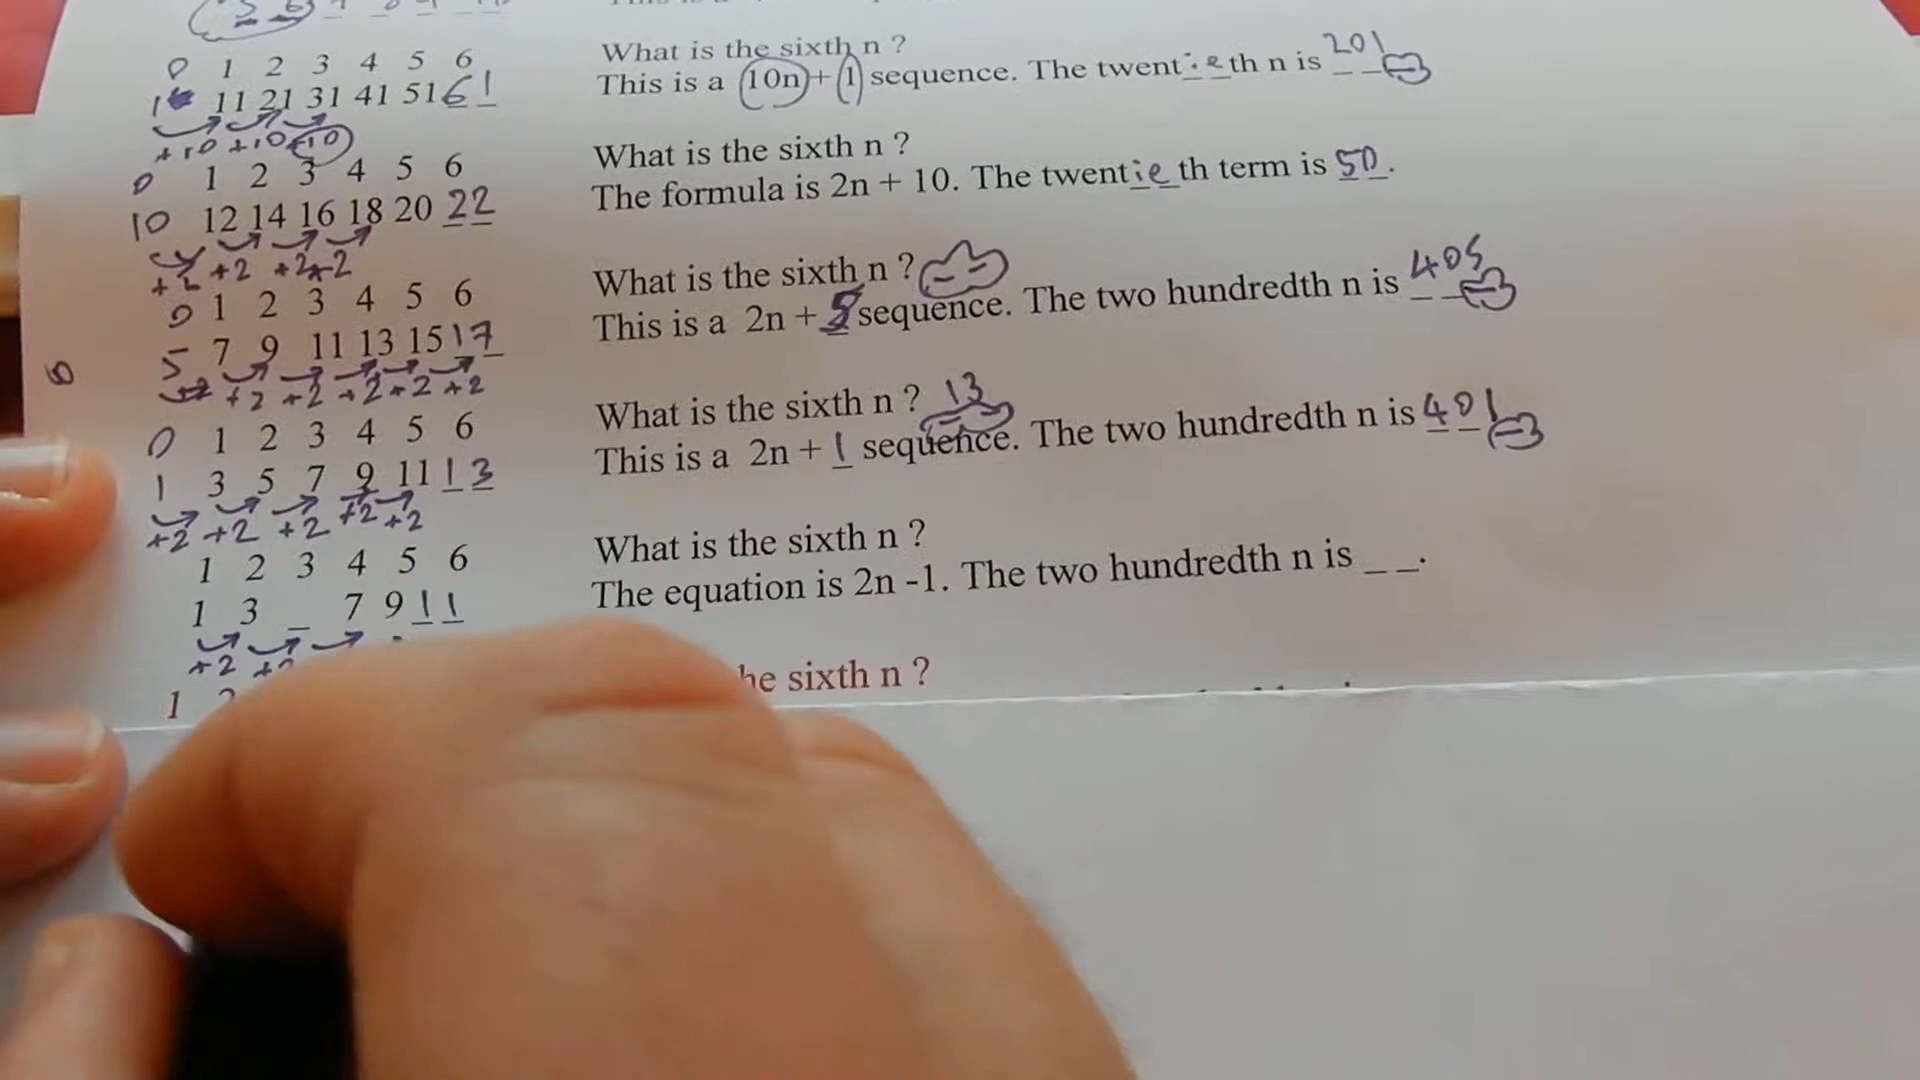 What is the sixth n ?
0 1 2 3 4 5 6
This is a 10n + 1 sequence. The twentieth n is 201
11 21 31 41 51 61
+10 +10 +10
What is the sixth n ?
0 1 2 3 4 5 6
The formula is 2n + 10. The twentieth term is 50.
10 12 14 16 18 20 22
+2 +2 +2 +2
What is the sixth n ?
0 1 2 3 4 5 6
This is a 2n + 5 sequence. The two hundredth n is 405
5 7 9 11 13 15 17
+2 +2 +2 +2 +2 +2
What is the sixth n ? 13
0 1 2 3 4 5 6
This is a 2n + 1 sequence. The two hundredth n is 401
1 3 5 7 9 11 13
+2 +2 +2 +2 +2
What is the sixth n ?
1 2 3 4 5 6
The equation is 2n -1. The two hundredth n is _ _.
1 3 _ 7 9 11
+2 +2
he sixth n ?
1 2